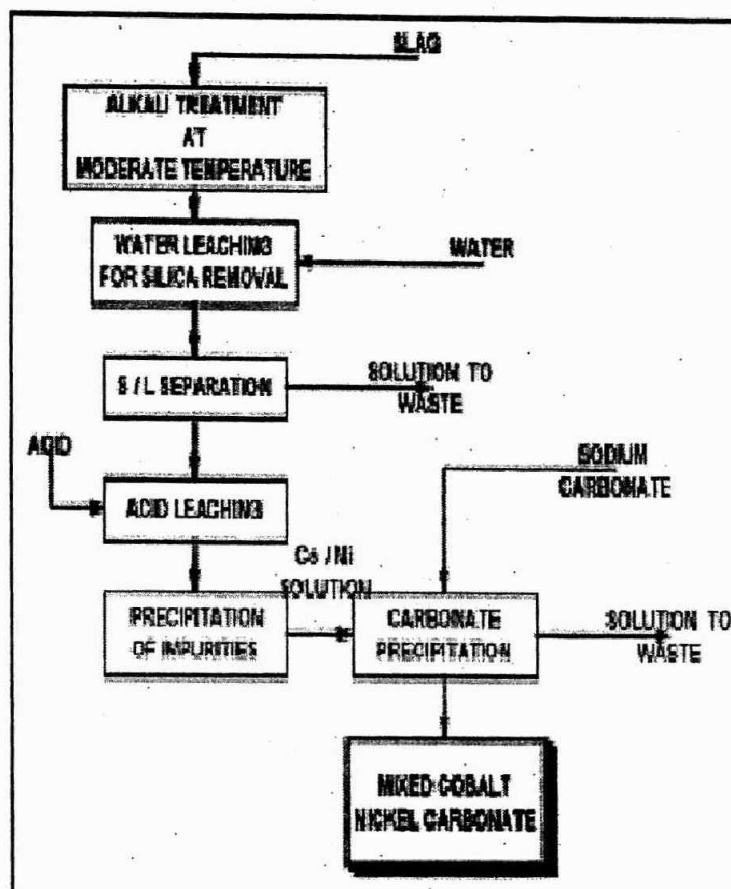 SLAG
ALKALI TREATMENT
AT
MODERATE TEMPERATURE
WATER LEACHING
FOR SILICA REMOVAL
WATER
S / L SEPARATION
SOLUTION TO
WASTE
ACID
ACID LEACHING
SODIUM
CARBONATE
Co / Ni
SOLUTION
PRECIPITATION
OF IMPURITIES
CARBONATE
PRECIPITATION
SOLUTION TO
WASTE
MIXED COBALT
NICKEL CARBONATE